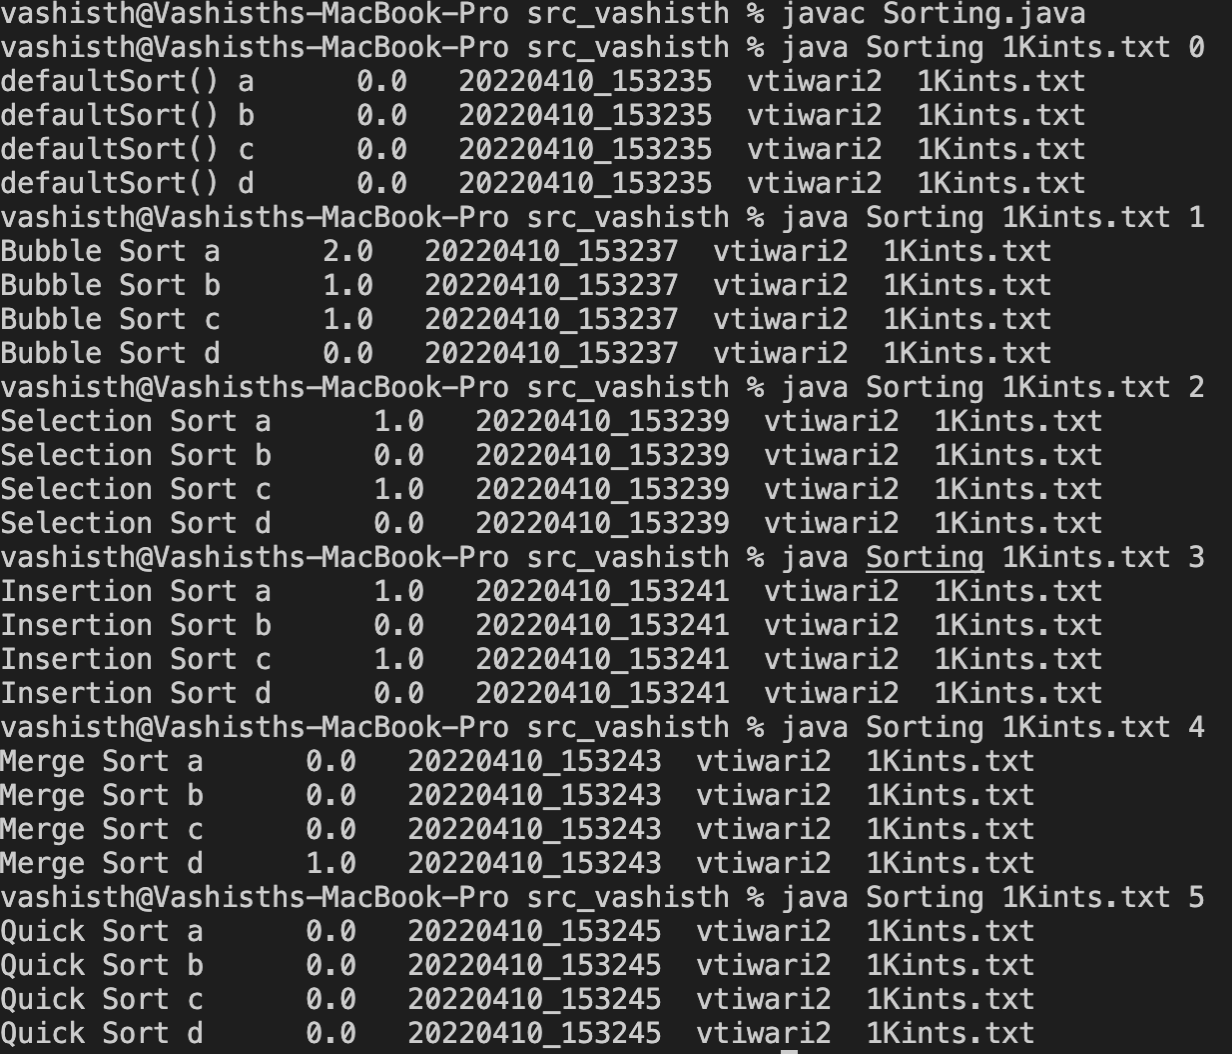 vashisth@Vashisths-MacBook-Pro src_vashisth % javac Sorting.java
vashisth@Vashisths-MacBook-Pro src_vashisth % java Sorting 1Kints.txt 0
defaultSort() a      0.0   20220410_153235  vtiwari2  1Kints.txt
defaultSort() b      0.0   20220410_153235  vtiwari2  1Kints.txt
defaultSort() c      0.0   20220410_153235  vtiwari2  1Kints.txt
defaultSort() d      0.0   20220410_153235  vtiwari2  1Kints.txt
vashisth@Vashisths-MacBook-Pro src_vashisth % java Sorting 1Kints.txt 1
Bubble Sort a      2.0   20220410_153237  vtiwari2  1Kints.txt
Bubble Sort b      1.0   20220410_153237  vtiwari2  1Kints.txt
Bubble Sort c      1.0   20220410_153237  vtiwari2  1Kints.txt
Bubble Sort d      0.0   20220410_153237  vtiwari2  1Kints.txt
vashisth@Vashisths-MacBook-Pro src_vashisth % java Sorting 1Kints.txt 2
Selection Sort a      1.0   20220410_153239  vtiwari2  1Kints.txt
Selection Sort b      0.0   20220410_153239  vtiwari2  1Kints.txt
Selection Sort c      1.0   20220410_153239  vtiwari2  1Kints.txt
Selection Sort d      0.0   20220410_153239  vtiwari2  1Kints.txt
vashisth@Vashisths-MacBook-Pro src_vashisth % java Sorting 1Kints.txt 3
Insertion Sort a      1.0   20220410_153241  vtiwari2  1Kints.txt
Insertion Sort b      0.0   20220410_153241  vtiwari2  1Kints.txt
Insertion Sort c      1.0   20220410_153241  vtiwari2  1Kints.txt
Insertion Sort d      0.0   20220410_153241  vtiwari2  1Kints.txt
vashisth@Vashisths-MacBook-Pro src_vashisth % java Sorting 1Kints.txt 4
Merge Sort a      0.0   20220410_153243  vtiwari2  1Kints.txt
Merge Sort b      0.0   20220410_153243  vtiwari2  1Kints.txt
Merge Sort c      0.0   20220410_153243  vtiwari2  1Kints.txt
Merge Sort d      1.0   20220410_153243  vtiwari2  1Kints.txt
vashisth@Vashisths-MacBook-Pro src_vashisth % java Sorting 1Kints.txt 5
Quick Sort a      0.0   20220410_153245  vtiwari2  1Kints.txt
Quick Sort b      0.0   20220410_153245  vtiwari2  1Kints.txt
Quick Sort c      0.0   20220410_153245  vtiwari2  1Kints.txt
Quick Sort d      0.0   20220410_153245  vtiwari2  1Kints.txt